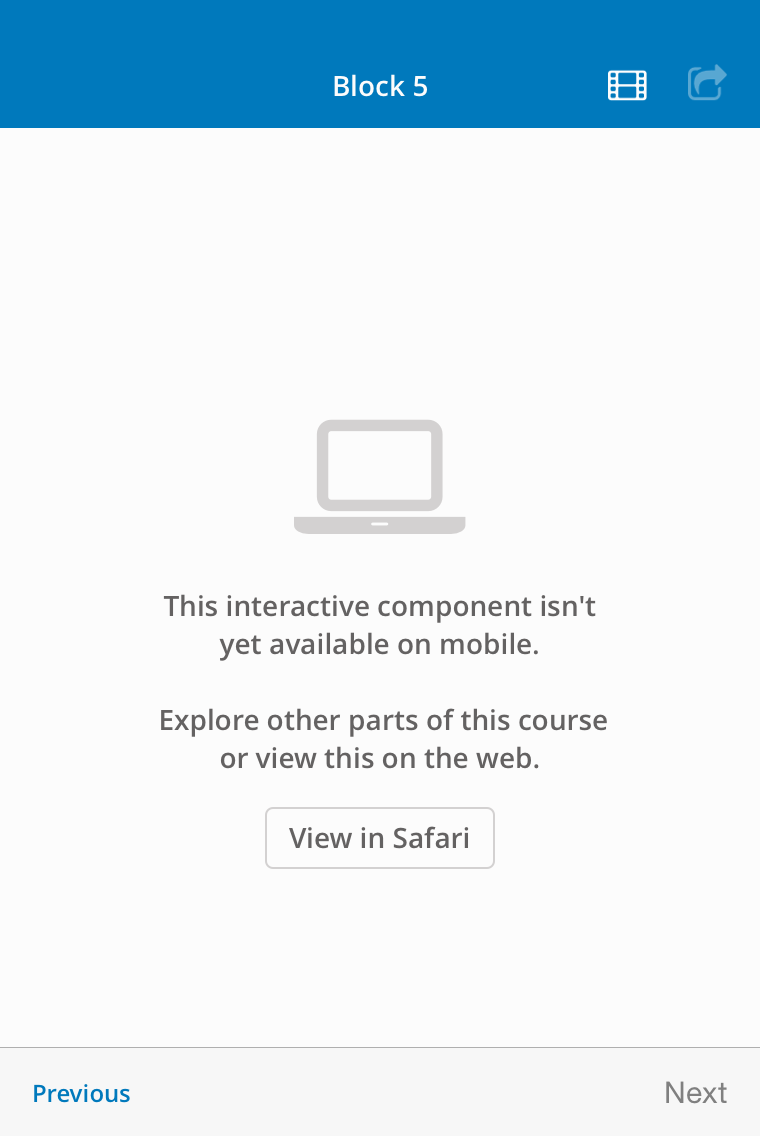 Block 5
This interactive component isn't
yet available on mobile.
Explore other parts of this course
or view this on the web.
View in Safari
Previous
Next